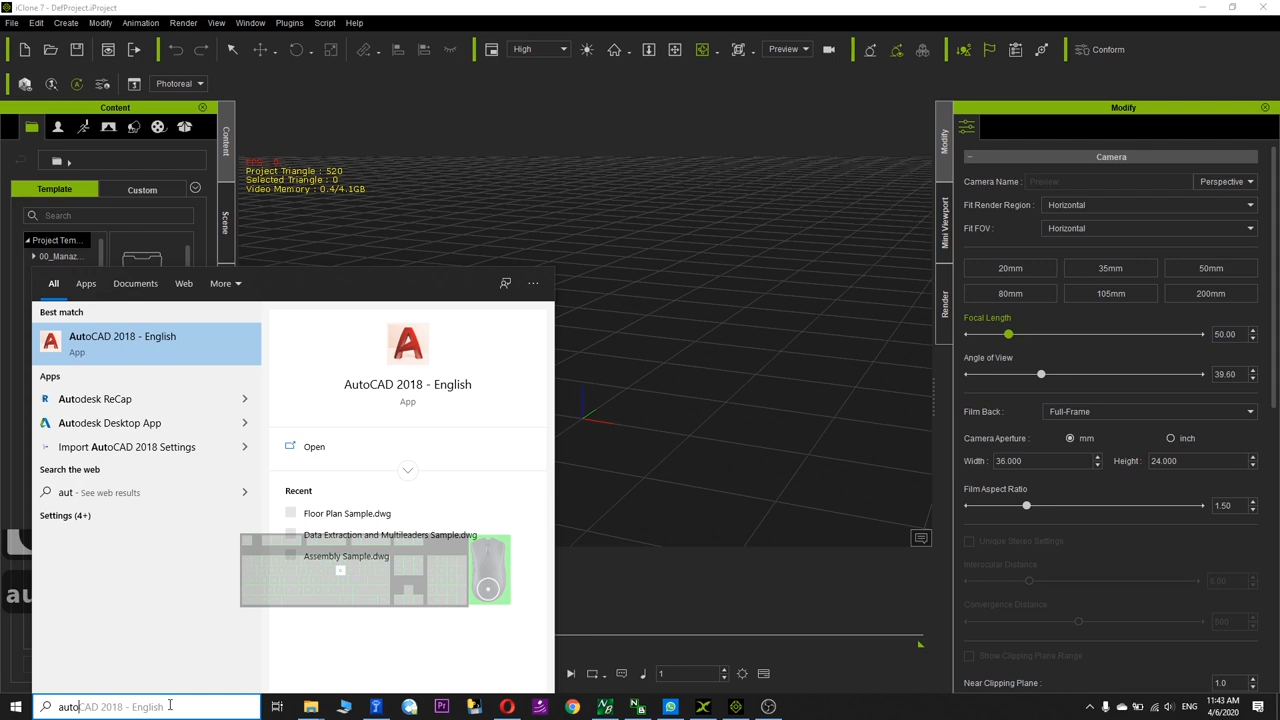 iClone 7 - DefProject.iProject
File Edit Create Modify Animation Render View Window Plugins Script Help
High
Preview
Conform
Photoreal
Content
Template
Custom
Search
Project Tem...
00_Manaz...
Content
Scene
Project Triangle : 520
Selected Triangle : 0
Video Memory : 0.4/4.1GB
Modify
Mini Viewport
Render
Modify
Camera
Camera Name : Preview Perspective
Fit Render Region : Horizontal
Fit FOV : Horizontal
20mm 35mm 50mm
80mm 105mm 200mm
Focal Length
50.00
Angle of View
39.60
Film Back : Full-Frame
Camera Aperture : mm inch
Width : 36.000 Height : 24.000
Film Aspect Ratio
1.50
Unique Stereo Settings
Interocular Distance
Convergence Distance
500
Show Clipping Plane Range
Near Clipping Plane : 1.0
All Apps Documents Web More
Best match
AutoCAD 2018 - English
App
Apps
Autodesk ReCap
Autodesk Desktop App
Import AutoCAD 2018 Settings
Search the web
aut - See web results
Settings (4+)
AutoCAD 2018 - English
App
Open
Recent
Floor Plan Sample.dwg
Data Extraction and Multileaders Sample.dwg
Assembly Sample.dwg
1
autoCAD 2018 - English
11:43 AM
4/6/2020